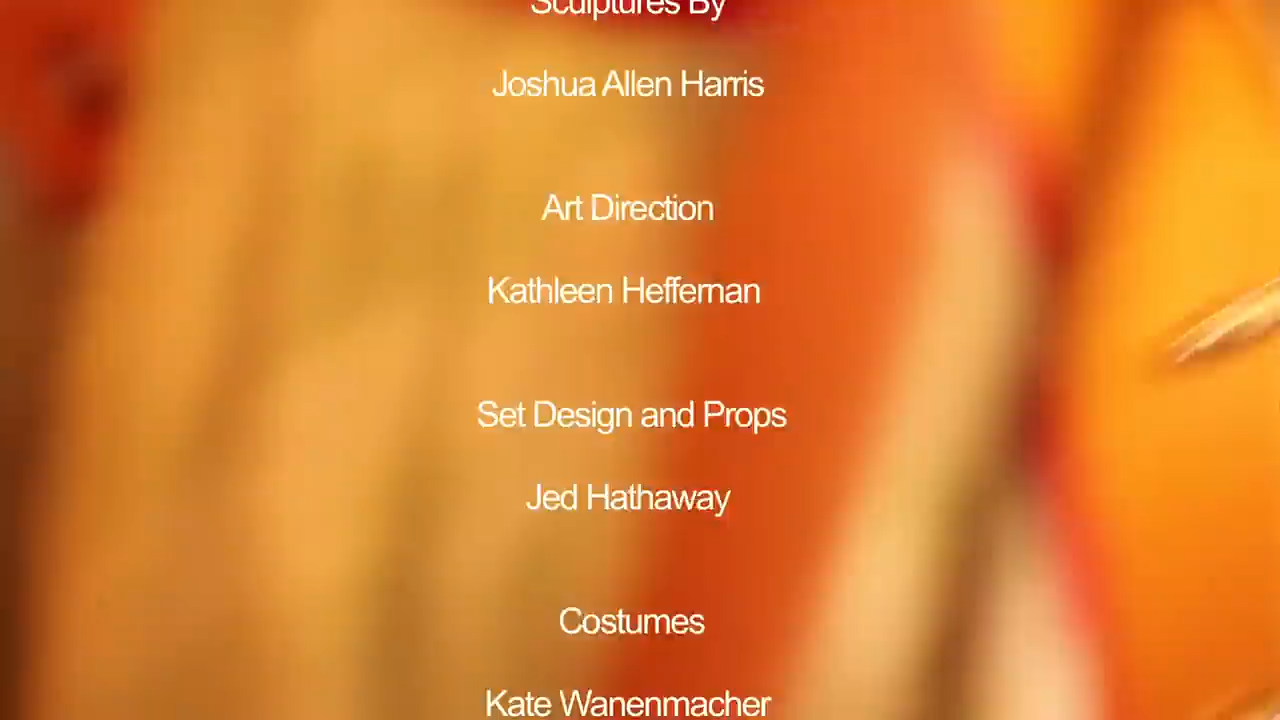 Sculptures By
Joshua Allen Harris
Art Direction
Kathleen Heffernan
Set Design and Props
Jed Hathaway
Costumes
Kate Wanenmacher